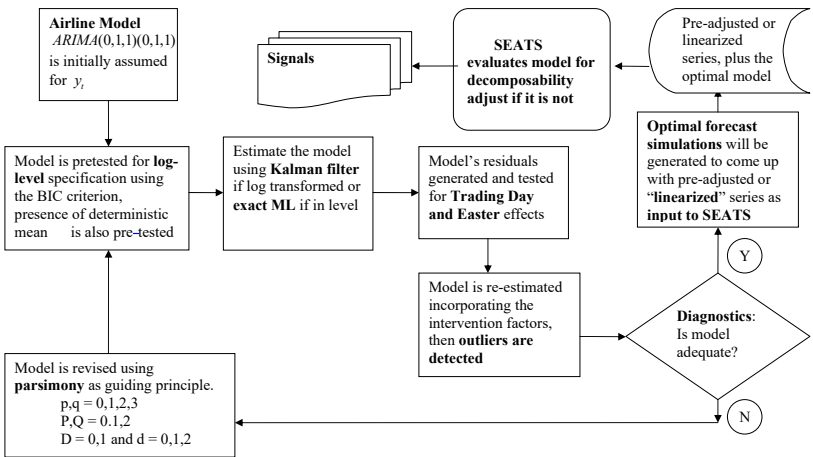 Airline Model
ARIMA(0,1,1)(0,1,1)
is initially assumed
for yₜ
Signals
SEATS
evaluates model for
decomposability
adjust if it is not
Pre-adjusted or
linearized
series, plus the
optimal model
Model is pretested for log-
level specification using
the BIC criterion,
presence of deterministic
mean is also pre-tested
Estimate the model
using Kalman filter
if log transformed or
exact ML if in level
Model's residuals
generated and tested
for Trading Day
and Easter effects
Optimal forecast
simulations will be
generated to come up
with pre-adjusted or
"linearized" series as
input to SEATS
Y
Model is re-estimated
incorporating the
intervention factors,
then outliers are
detected
Diagnostics:
Is model
adequate?
N
Model is revised using
parsimony as guiding principle.
p,q = 0,1,2,3
P,Q = 0.1,2
D = 0,1 and d = 0,1,2